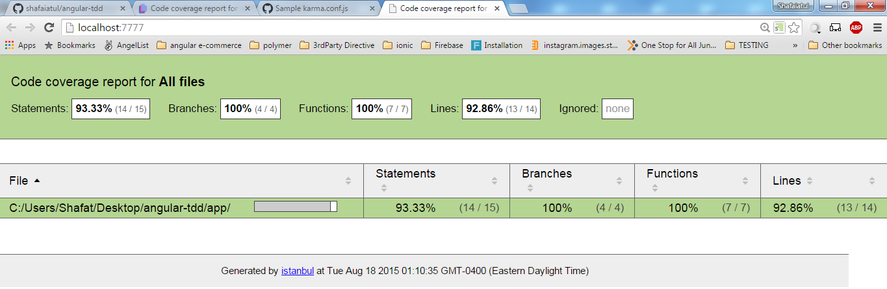 shafaiatul/angular-tdd
Code coverage report for
Sample karma.conf.js
Code coverage report for
Shafaiatul
localhost:7777
Apps
Bookmarks
AngelList
angular e-commerce
polymer
3rdParty Directive
ionic
Firebase
Installation
instagram.images.st...
One Stop for All Jun...
TESTING
»
Other bookmarks
ABP
Code coverage report for All files
Statements: 93.33% (14 / 15) Branches: 100% (4 / 4) Functions: 100% (7 / 7) Lines: 92.86% (13 / 14) Ignored: none
File Statements Branches Functions Lines
C:/Users/Shafat/Desktop/angular-tdd/app/ 93.33% (14 / 15) 100% (4 / 4) 100% (7 / 7) 92.86% (13 / 14)
Generated by istanbul at Tue Aug 18 2015 01:10:35 GMT-0400 (Eastern Daylight Time)